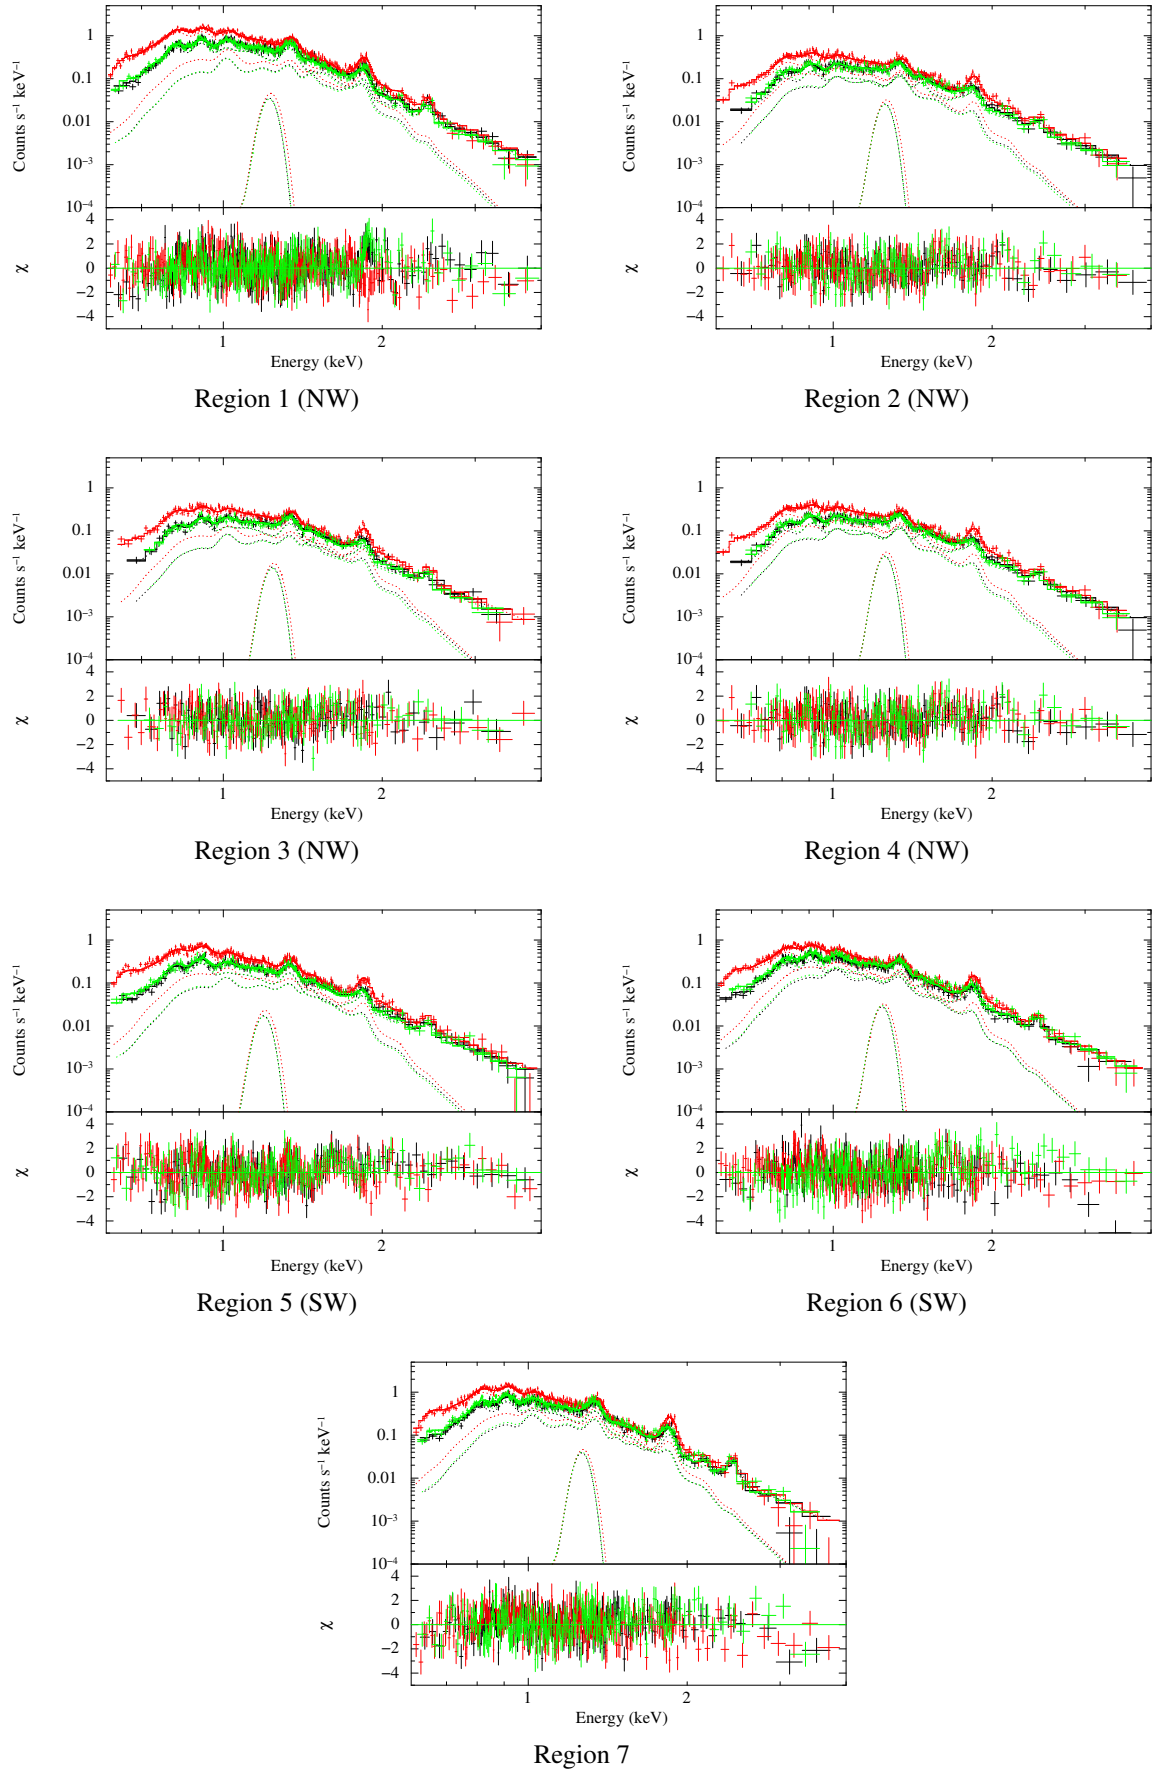 1
0.1
0.01
10⁻³
10⁻⁴
Counts s⁻¹ keV⁻¹
4
2
0
−2
−4
χ
1 2
Energy (keV)
Region 1 (NW)
1
0.1
0.01
10⁻³
10⁻⁴
Counts s⁻¹ keV⁻¹
4
2
0
−2
−4
χ
1 2
Energy (keV)
Region 2 (NW)
1
0.1
0.01
10⁻³
10⁻⁴
Counts s⁻¹ keV⁻¹
4
2
0
−2
−4
χ
1 2
Energy (keV)
Region 3 (NW)
1
0.1
0.01
10⁻³
10⁻⁴
Counts s⁻¹ keV⁻¹
4
2
0
−2
−4
χ
1 2
Energy (keV)
Region 4 (NW)
1
0.1
0.01
10⁻³
10⁻⁴
Counts s⁻¹ keV⁻¹
4
2
0
−2
−4
χ
1 2
Energy (keV)
Region 5 (SW)
1
0.1
0.01
10⁻³
10⁻⁴
Counts s⁻¹ keV⁻¹
4
2
0
−2
−4
χ
1 2
Energy (keV)
Region 6 (SW)
1
0.1
0.01
10⁻³
10⁻⁴
Counts s⁻¹ keV⁻¹
4
2
0
−2
−4
χ
1 2
Energy (keV)
Region 7